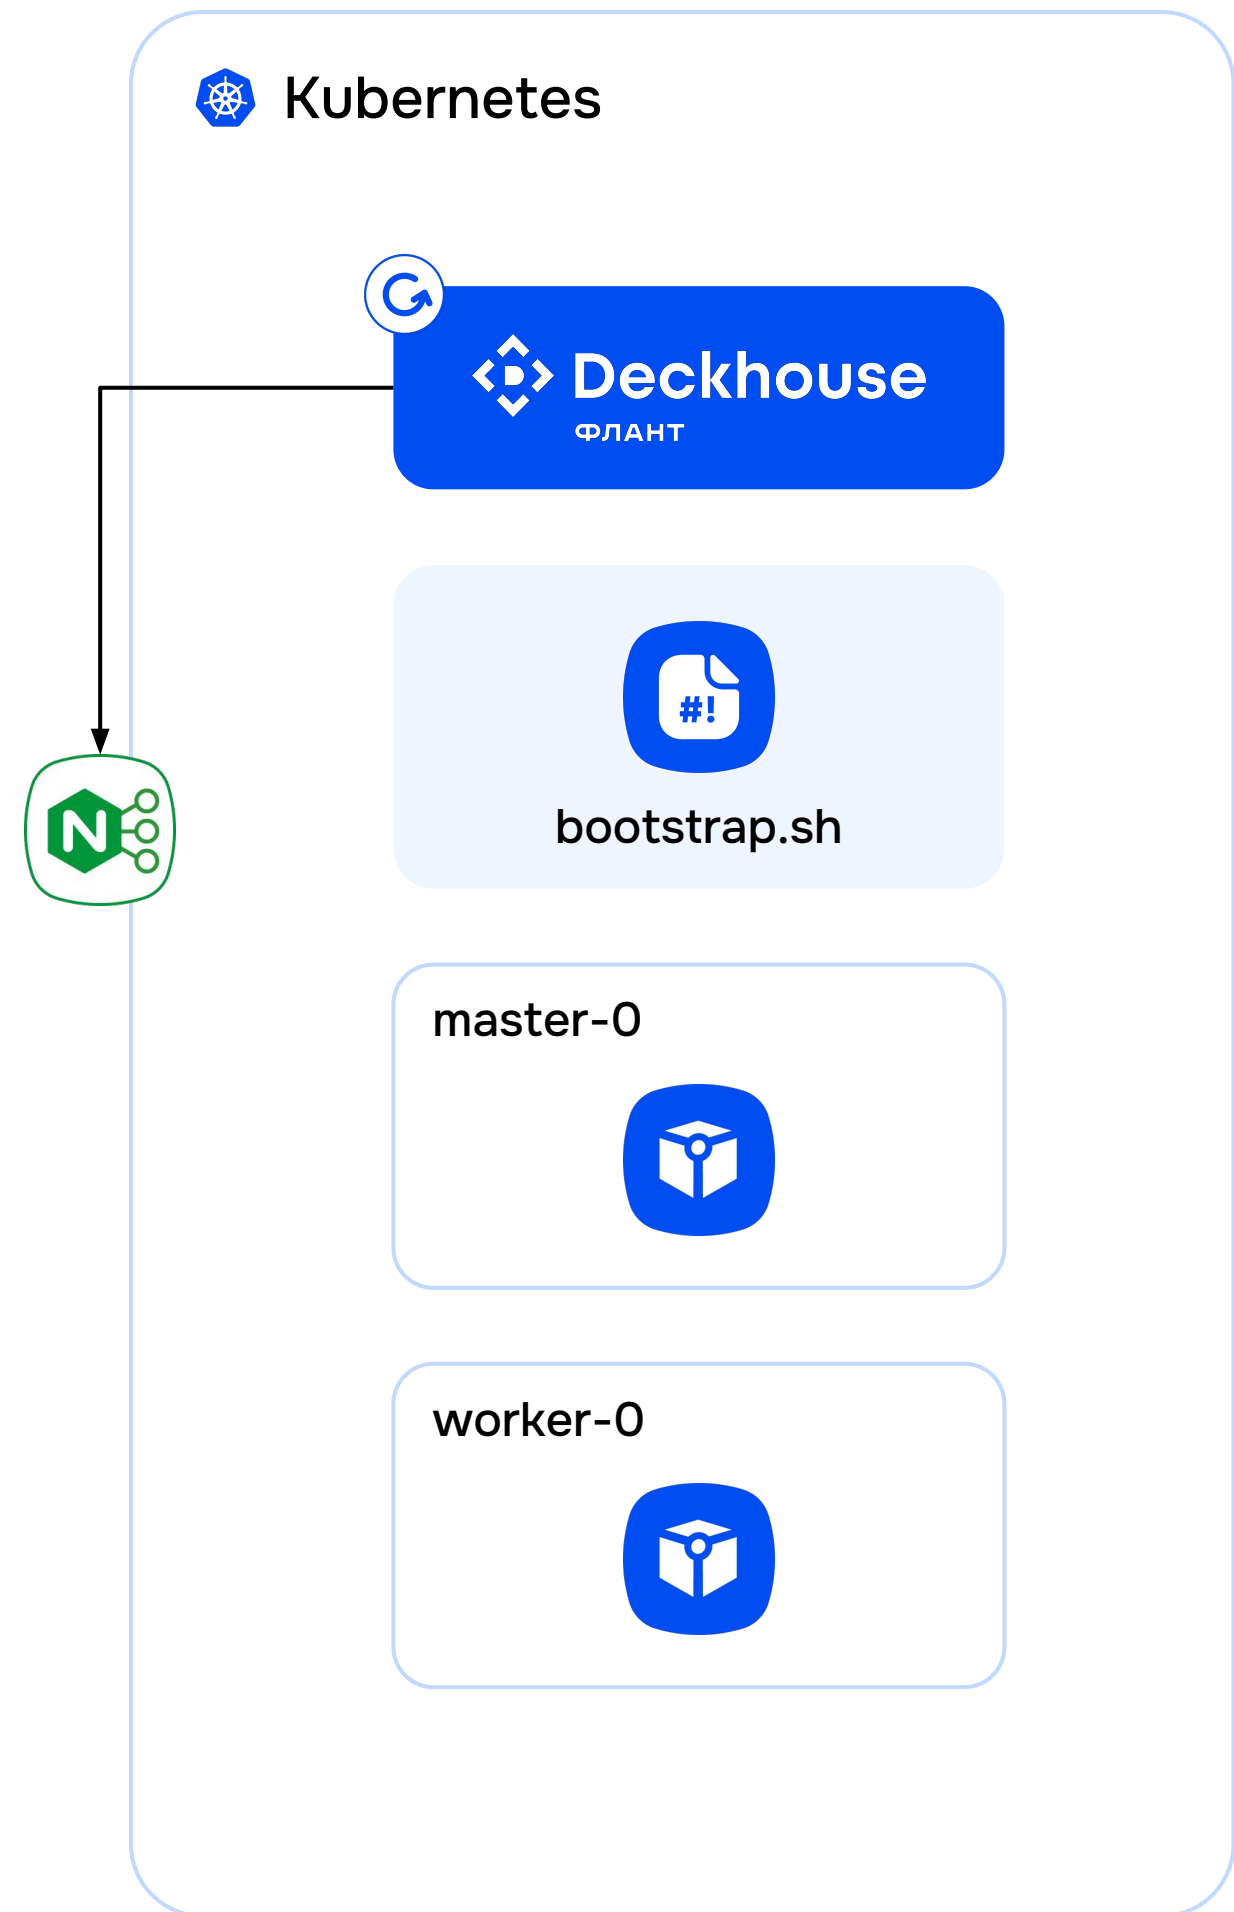 Kubernetes
Deckhouse
ФЛАНТ
#!
bootstrap.sh
N
master-0
worker-0